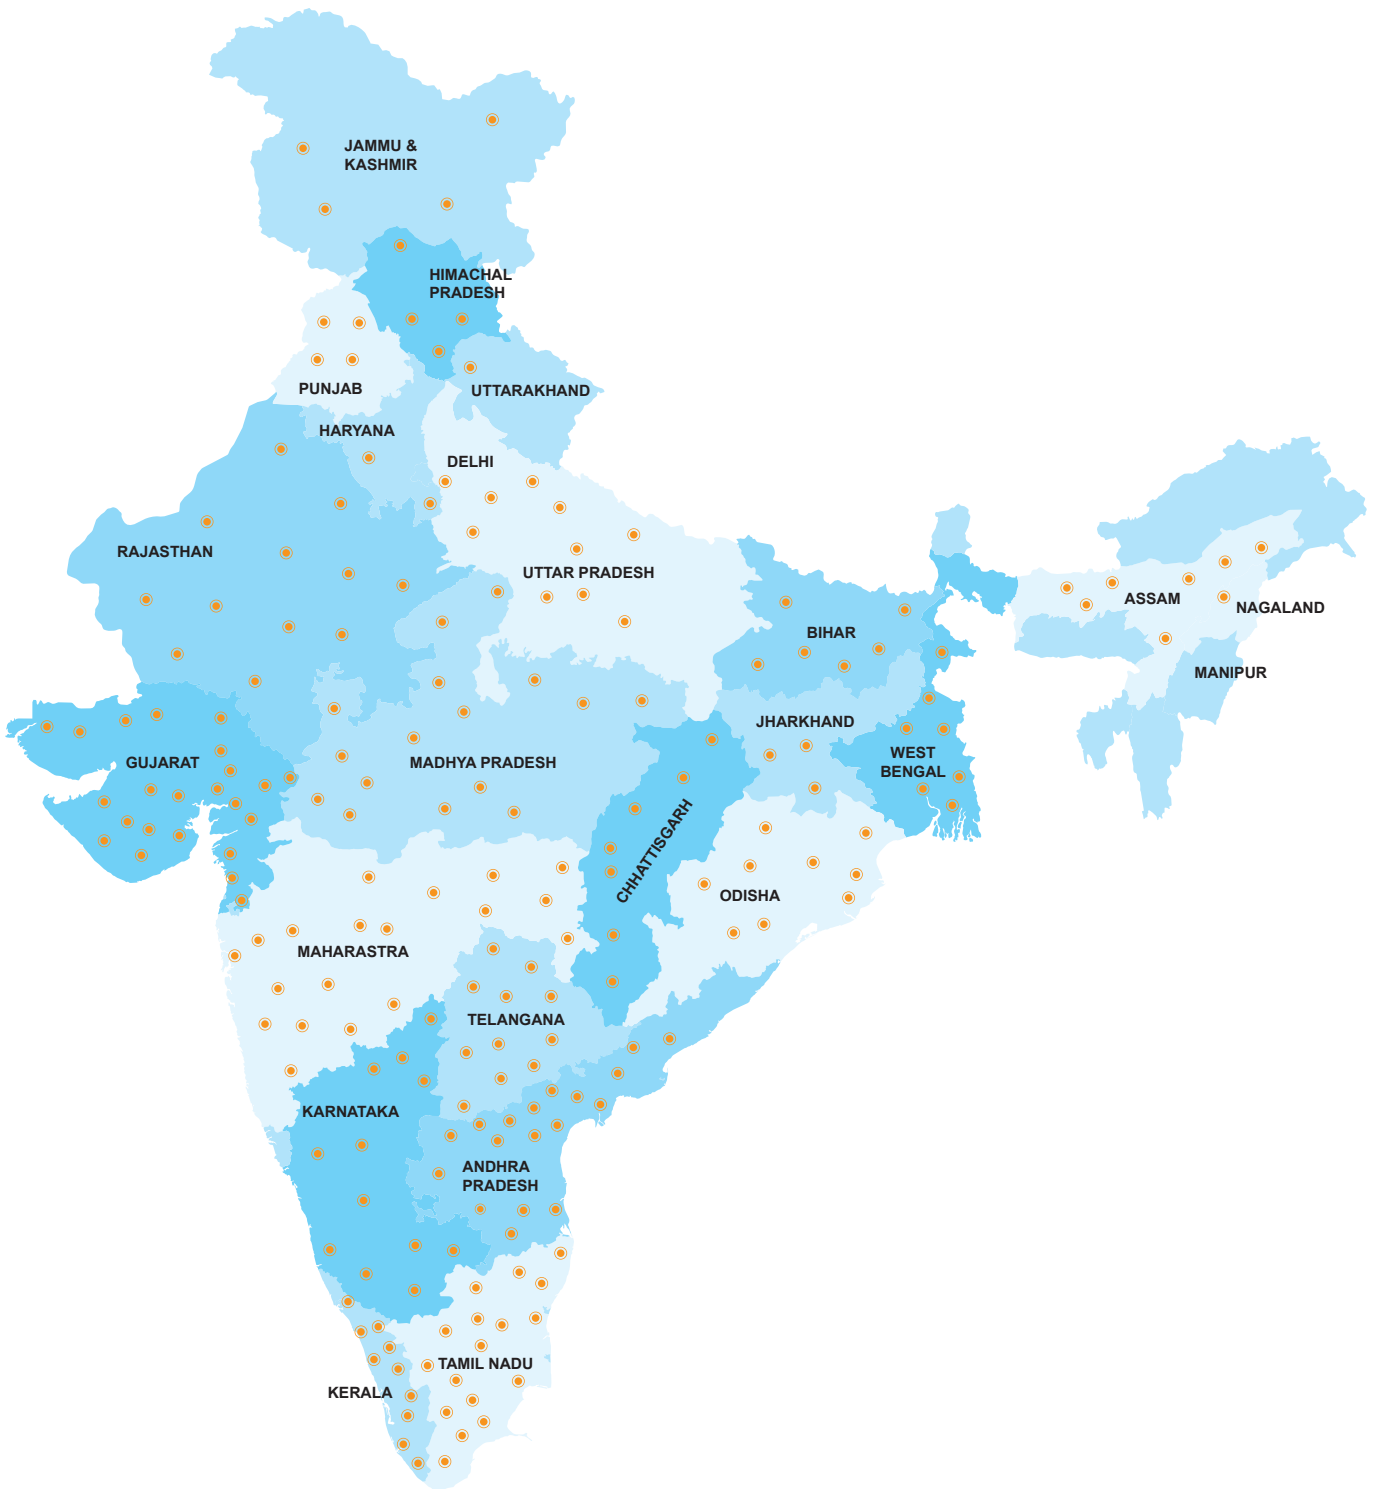 JAMMU &
KASHMIR
HIMACHAL
PRADESH
PUNJAB
UTTARAKHAND
HARYANA
DELHI
RAJASTHAN
UTTAR PRADESH
ASSAM
NAGALAND
BIHAR
MANIPUR
JHARKHAND
GUJARAT
MADHYA PRADESH
WEST
BENGAL
CHHATTISGARH
ODISHA
MAHARASTRA
TELANGANA
KARNATAKA
ANDHRA
PRADESH
TAMIL NADU
KERALA